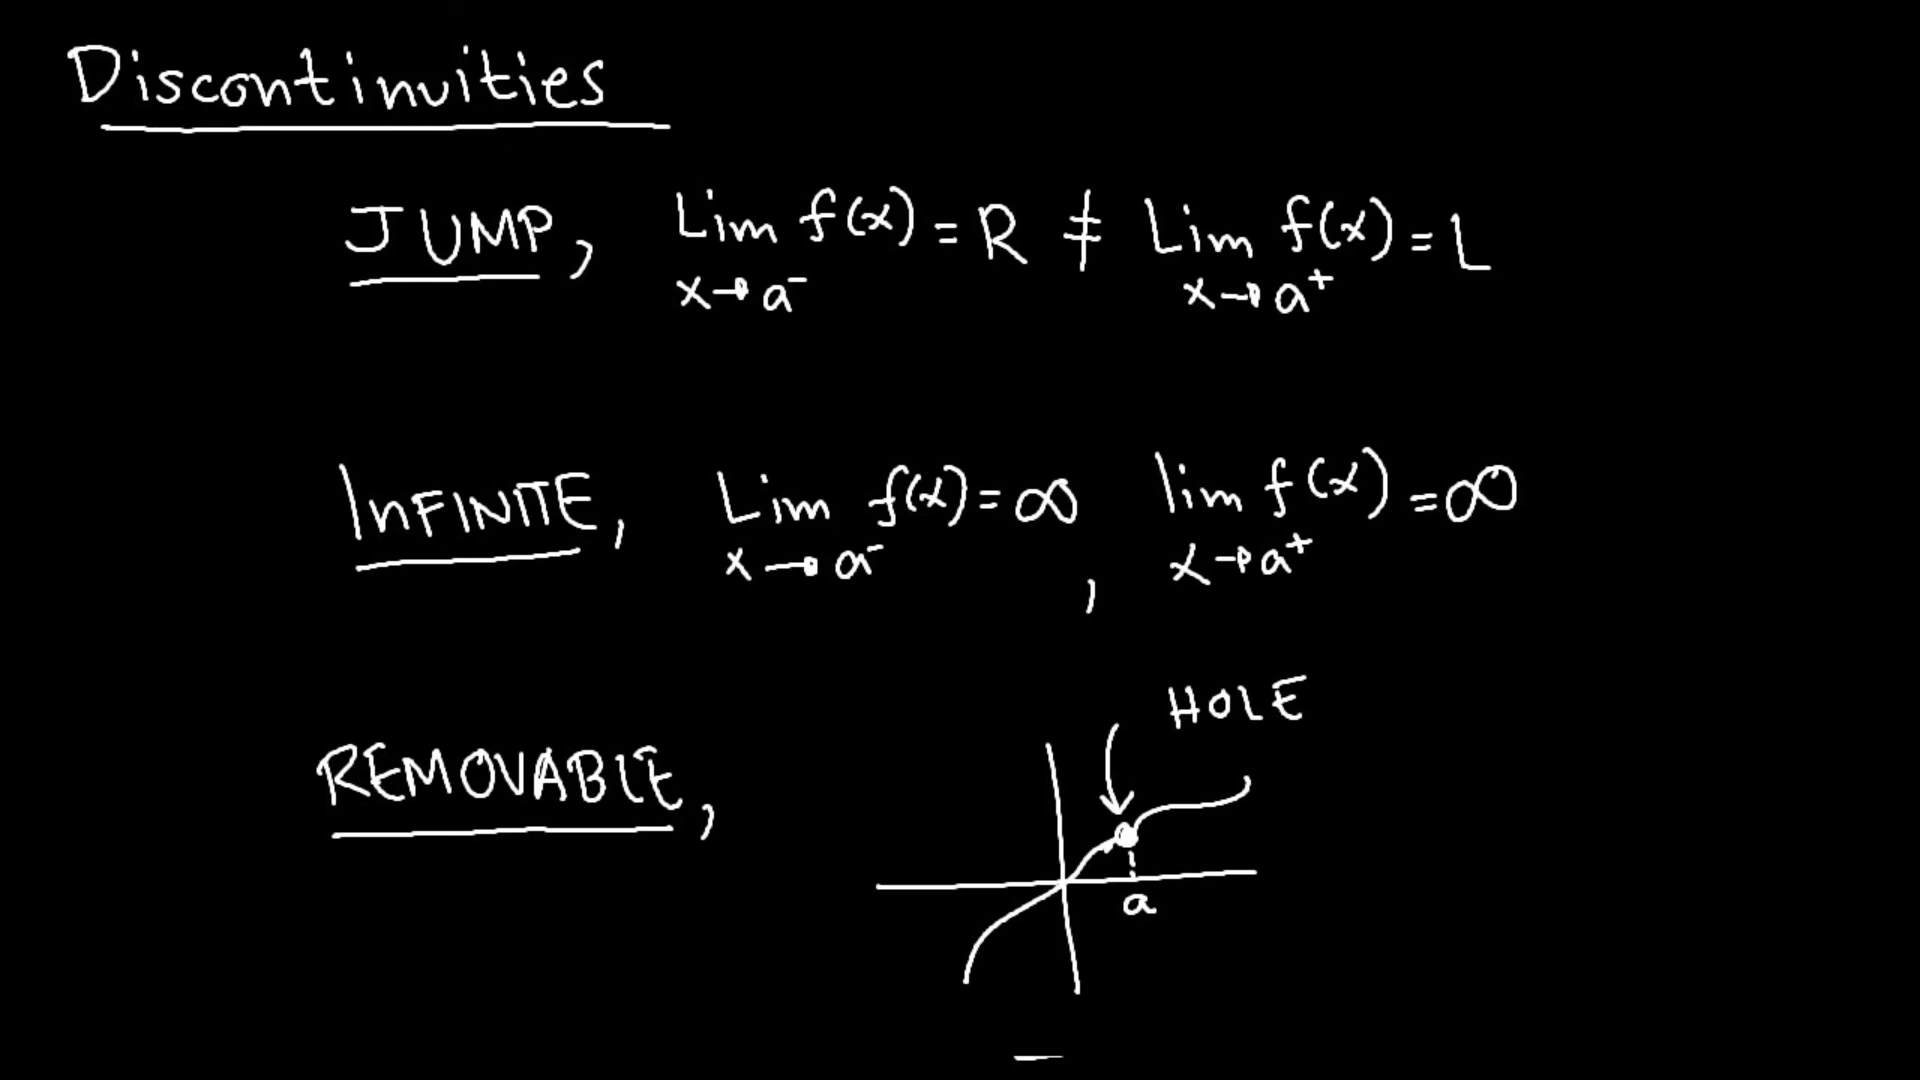 Discontinuities
JUMP, Lim f(x) = R ≠ Lim f(x) = L
x→a⁻ x→a⁺
InFINITE, Lim f(x) = ∞ lim f(x) = ∞
x→a⁻ , x→a⁺
HOLE
REMOVABLE,
a